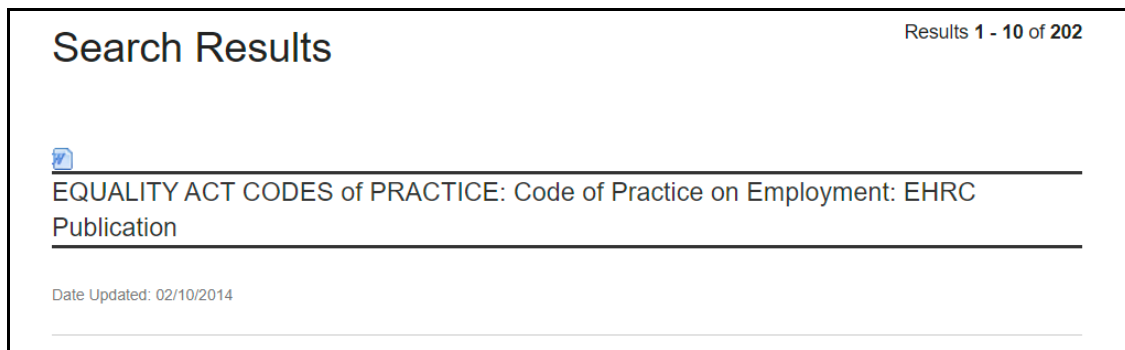 Search Results
Results 1 - 10 of 202
EQUALITY ACT CODES of PRACTICE: Code of Practice on Employment: EHRC
Publication
Date Updated: 02/10/2014